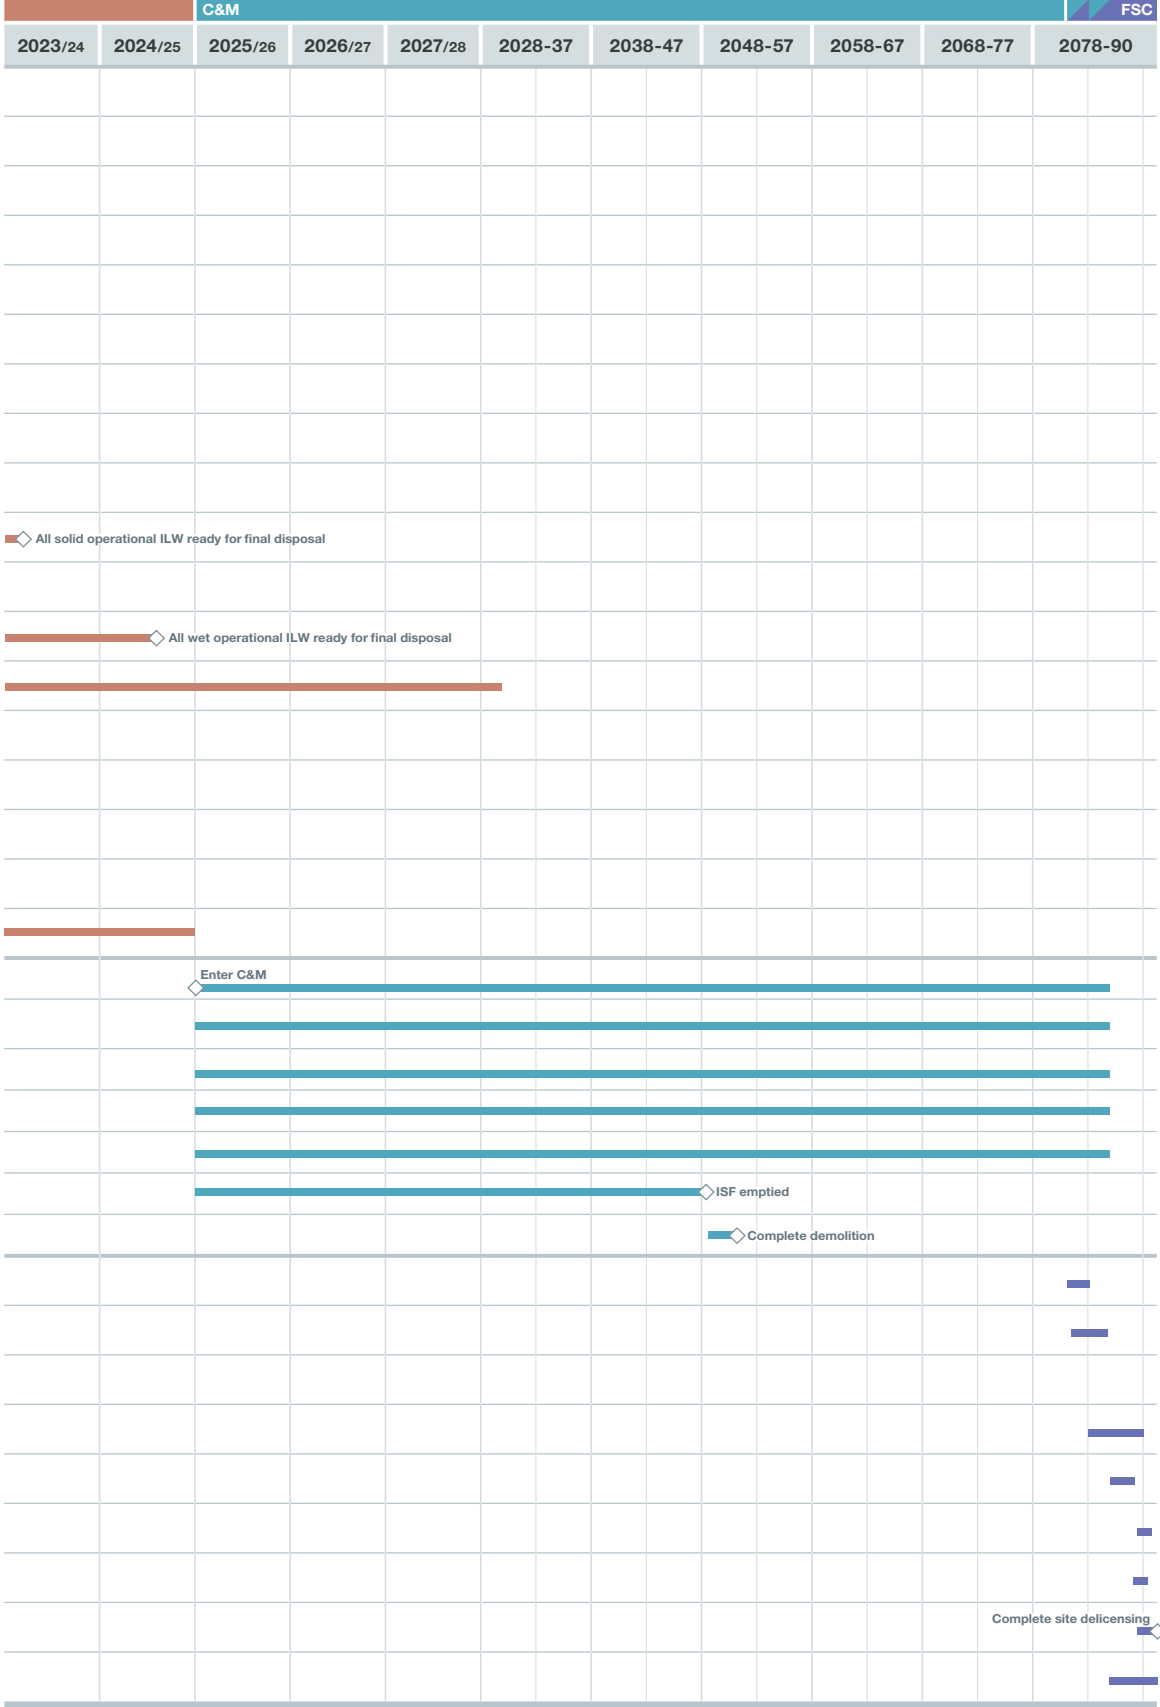 C&M FSC
2023/24 2024/25 2025/26 2026/27 2027/28 2028-37 2038-47 2048-57 2058-67 2068-77 2078-90
All solid operational ILW ready for final disposal
All wet operational ILW ready for final disposal
Enter C&M
ISF emptied
Complete demolition
Complete site delicensing